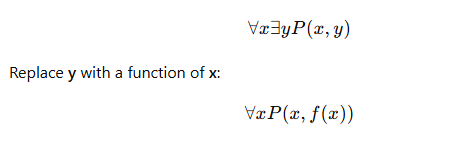 ∀x∃yP(x, y)
Replace y with a function of x:
∀xP(x, f(x))